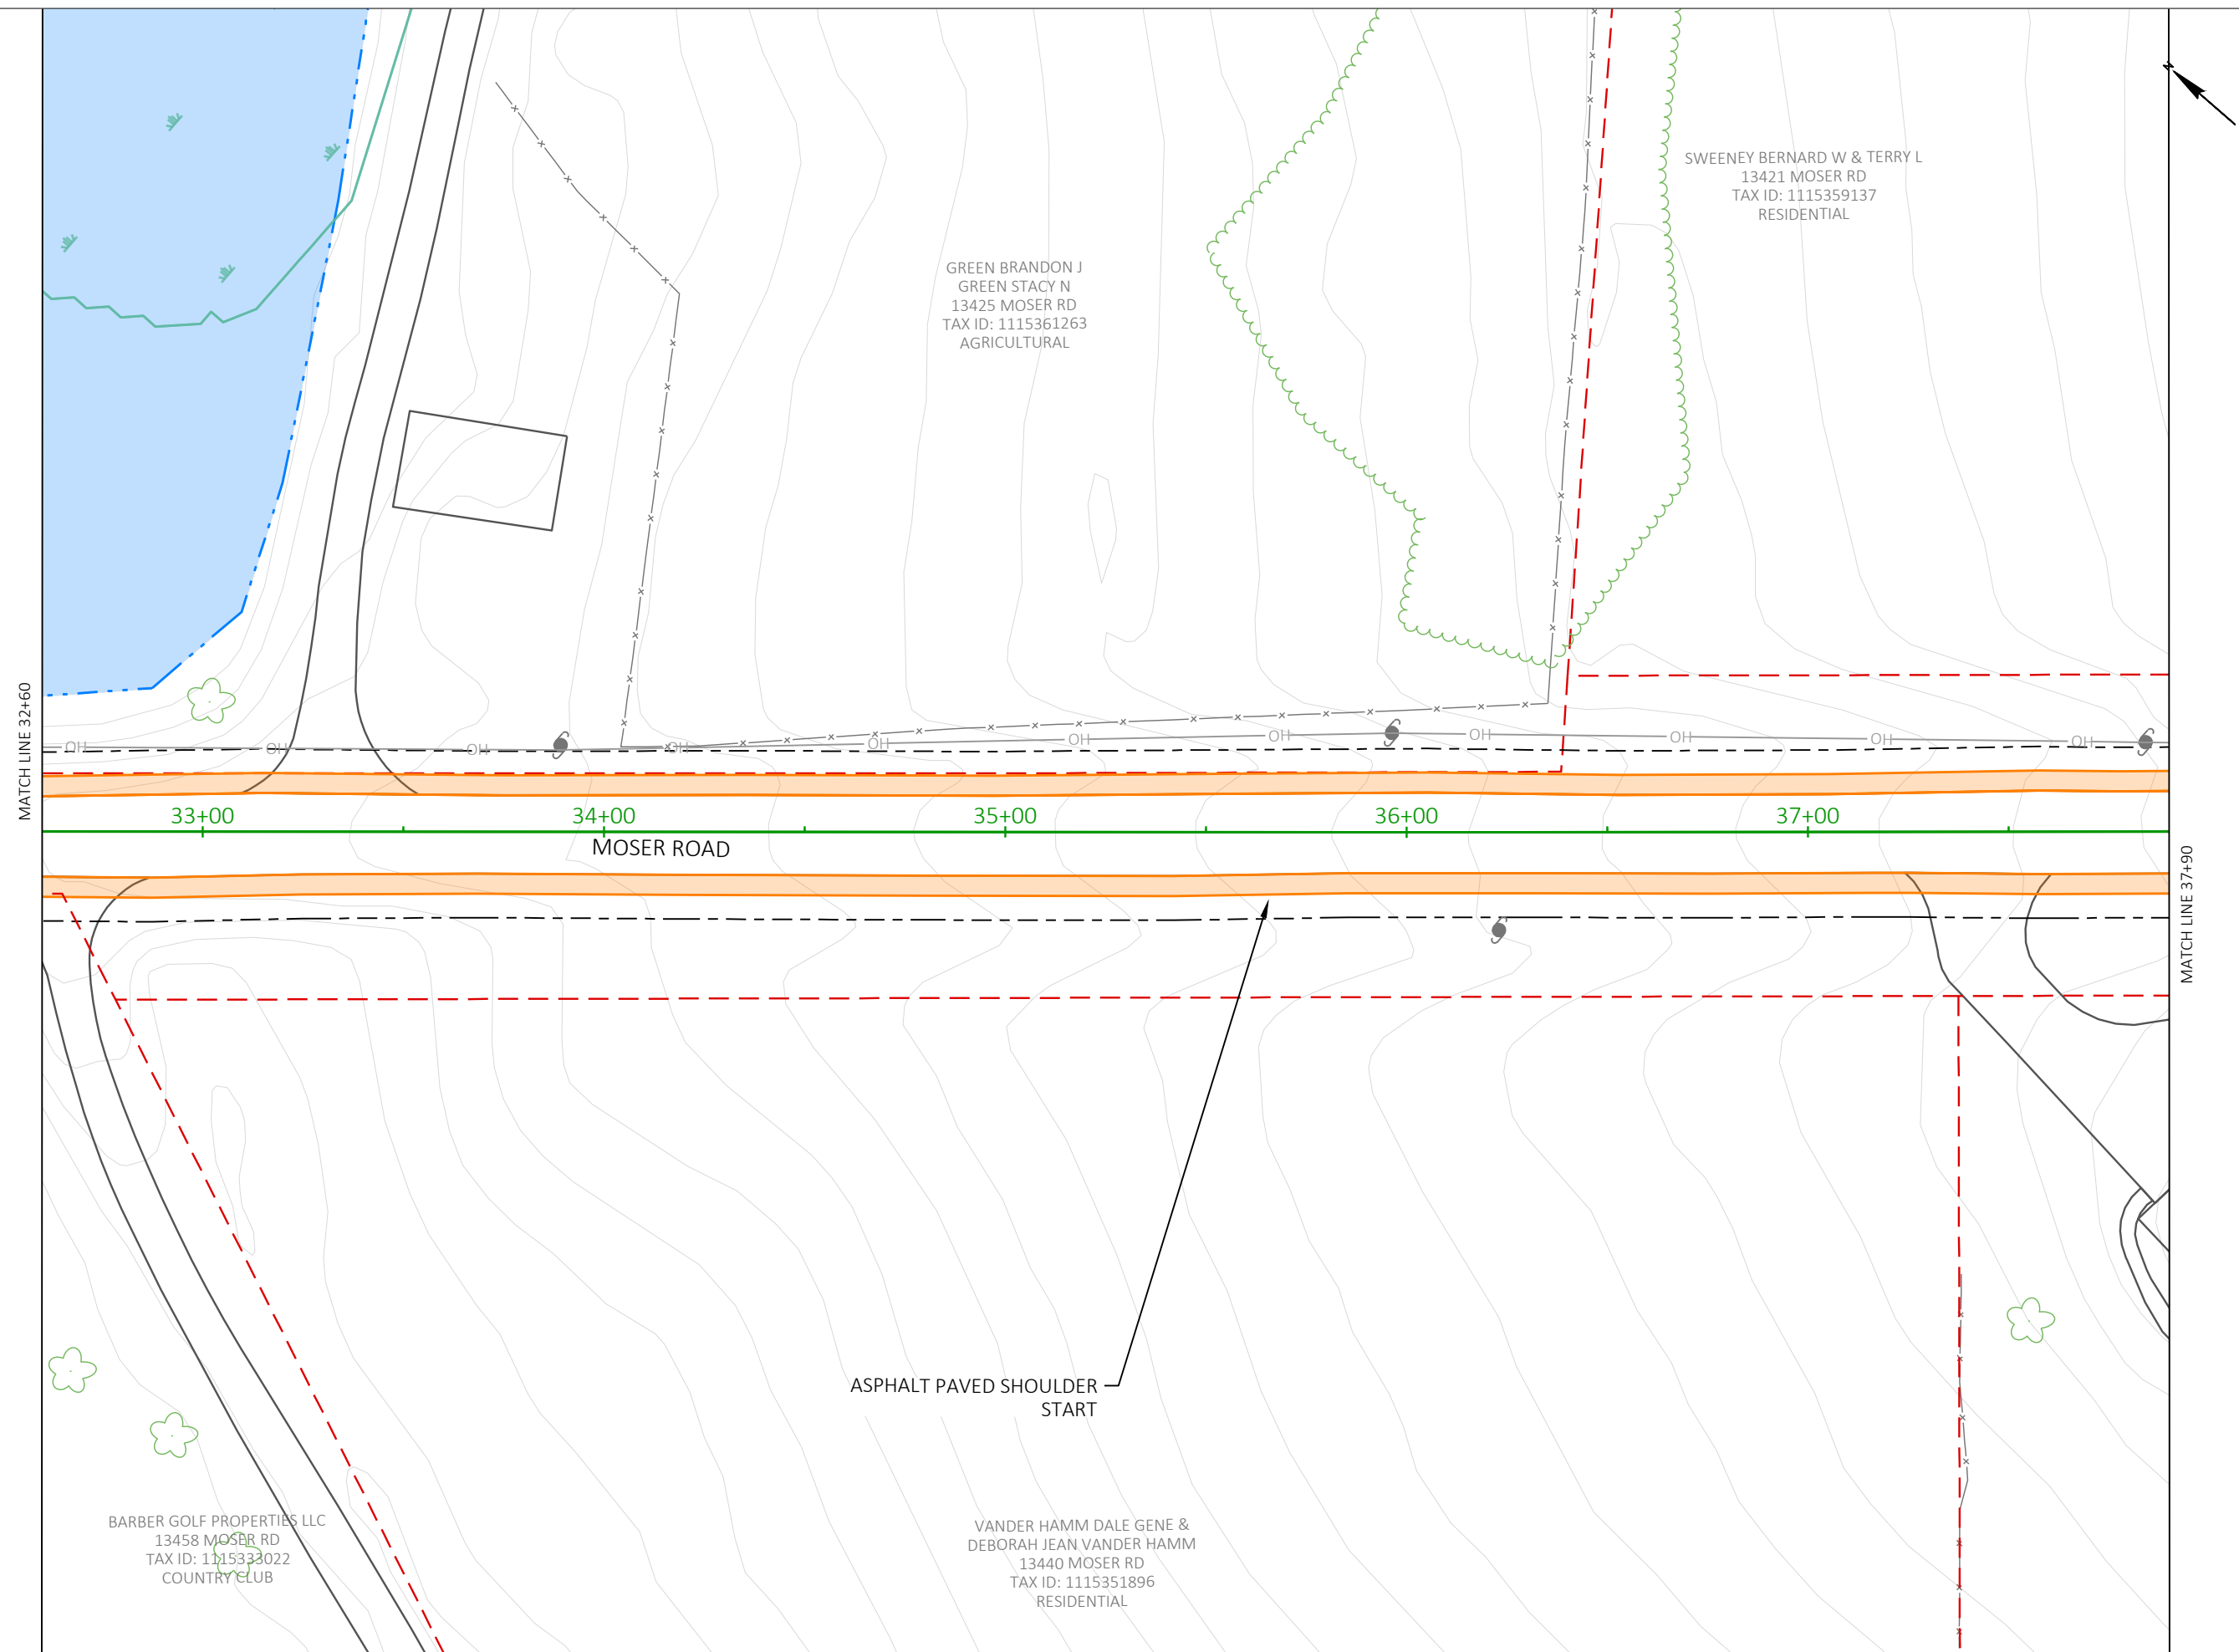 N
SWEENEY BERNARD W & TERRY L
13421 MOSER RD
TAX ID: 1115359137
RESIDENTIAL
GREEN BRANDON J
GREEN STACY N
13425 MOSER RD
TAX ID: 1115361263
AGRICULTURAL
MATCH LINE 32+60
OH OH OH OH OH OH OH OH OH OH OH
33+00 34+00 35+00 36+00 37+00
MOSER ROAD
MATCH LINE 37+90
ASPHALT PAVED SHOULDER
START
BARBER GOLF PROPERTIES LLC
13458 MOSER RD
TAX ID: 1115333022
COUNTRY CLUB
VANDER HAMM DALE GENE &
DEBORAH JEAN VANDER HAMM
13440 MOSER RD
TAX ID: 1115351896
RESIDENTIAL